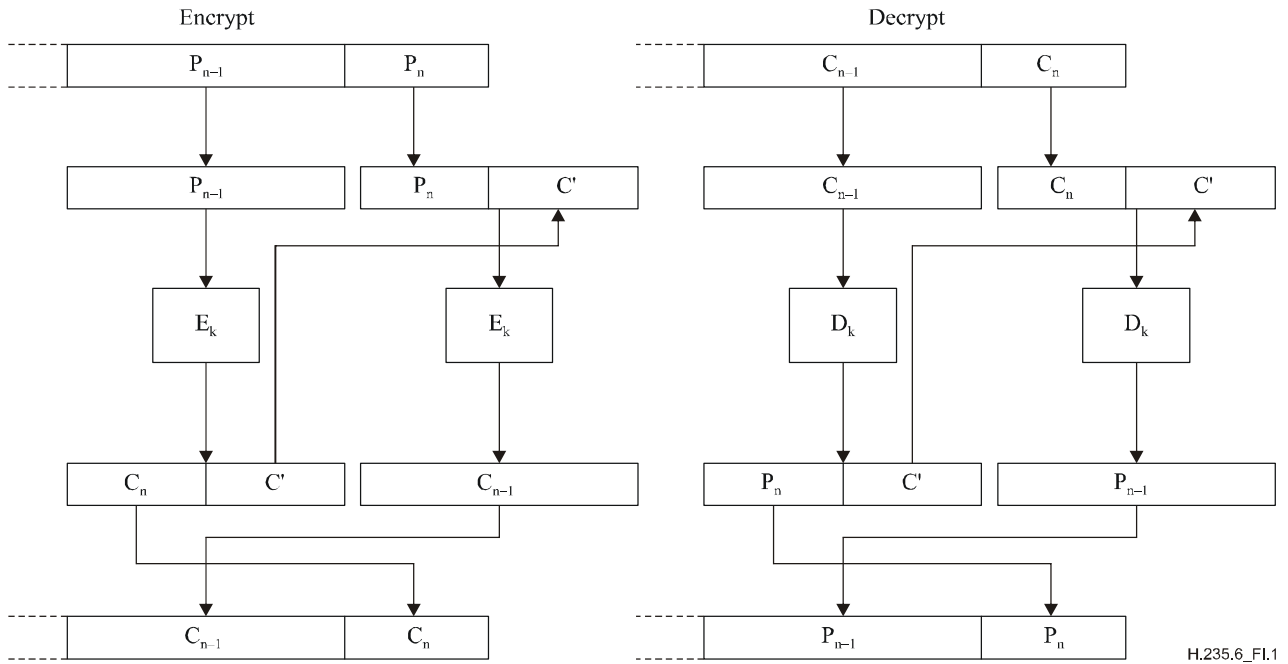 Encrypt Decrypt
Pₙ₋₁ Pₙ Cₙ₋₁ Cₙ
Pₙ₋₁ Pₙ C' Cₙ₋₁ Cₙ C'
Eₖ Eₖ Dₖ Dₖ
Cₙ C' Cₙ₋₁ Pₙ C' Pₙ₋₁
Cₙ₋₁ Cₙ Pₙ₋₁ Pₙ
H.235.6_FI.1